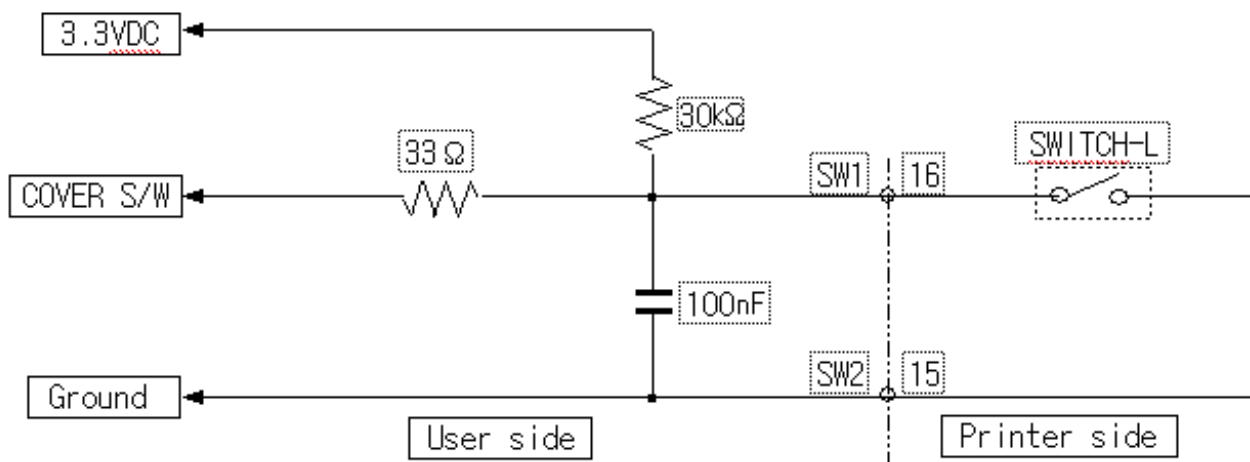 3.3VDC
30kΩ
33Ω
SWITCH-L
SW1
16
COVER S/W
100nF
SW2
15
Ground
User side
Printer side